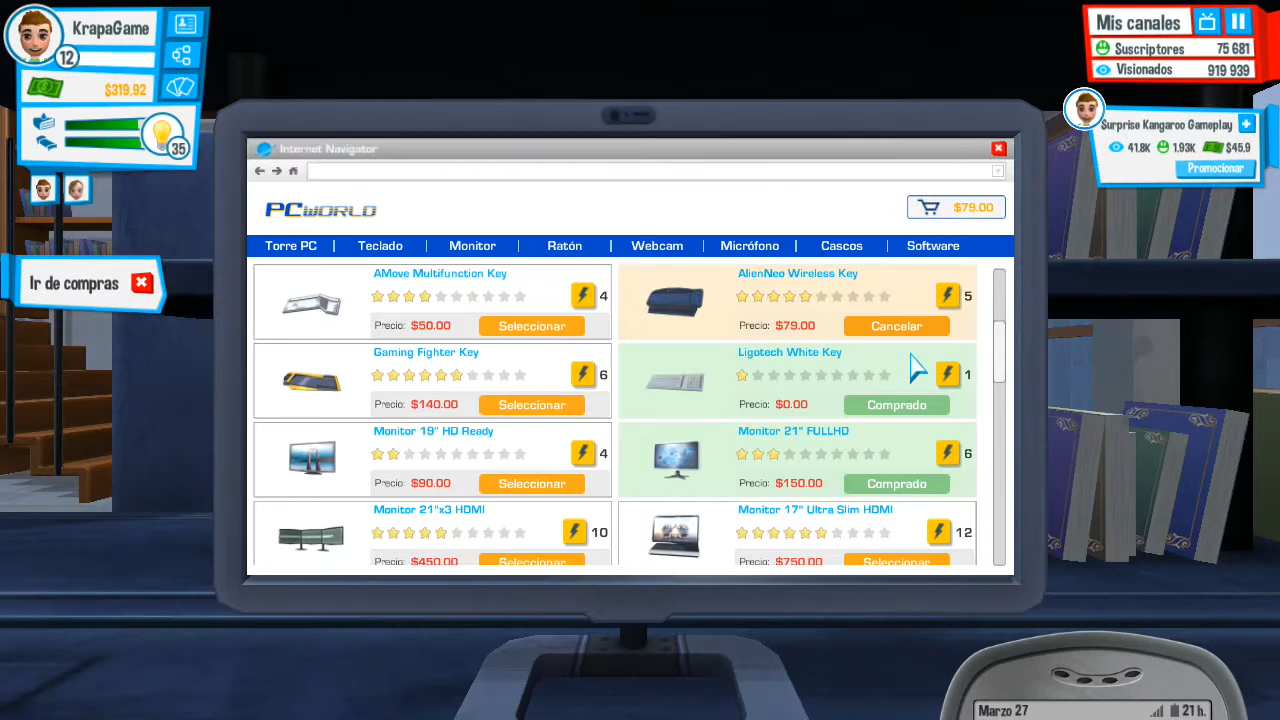 KrapaGame
12
$319.92
35
Mis canales
Suscriptores 75 681
Visionados 919 939
Surprise Kangaroo Gameplay +
41.8K 1.93K $45.9
Promocionar
Ir de compras
Internet Navigator
PCWORLD
$79.00
Torre PC | Teclado | Monitor | Ratón | Webcam | Micrófono | Cascos | Software
AMove Multifunction Key
4
Precio: $50.00 Seleccionar
AlienNeo Wireless Key
5
Precio: $79.00 Cancelar
Gaming Fighter Key
6
Precio: $140.00 Seleccionar
Ligotech White Key
1
Precio: $0.00 Comprado
Monitor 19" HD Ready
4
Precio: $90.00 Seleccionar
Monitor 21" FULLHD
6
Precio: $150.00 Comprado
Monitor 21"x3 HDMI
10
Precio: $450.00 Seleccionar
Monitor 17" Ultra Slim HDMI
12
Precio: $750.00 Seleccionar
Marzo 27 21 h.